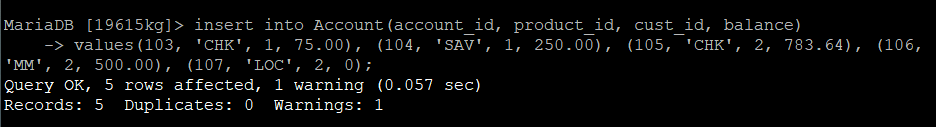 MariaDB [19615kg]> insert into Account(account_id, product_id, cust_id, balance)
    -> values(103, 'CHK', 1, 75.00), (104, 'SAV', 1, 250.00), (105, 'CHK', 2, 783.64), (106,
'MM', 2, 500.00), (107, 'LOC', 2, 0);
Query OK, 5 rows affected, 1 warning (0.057 sec)
Records: 5  Duplicates: 0  Warnings: 1